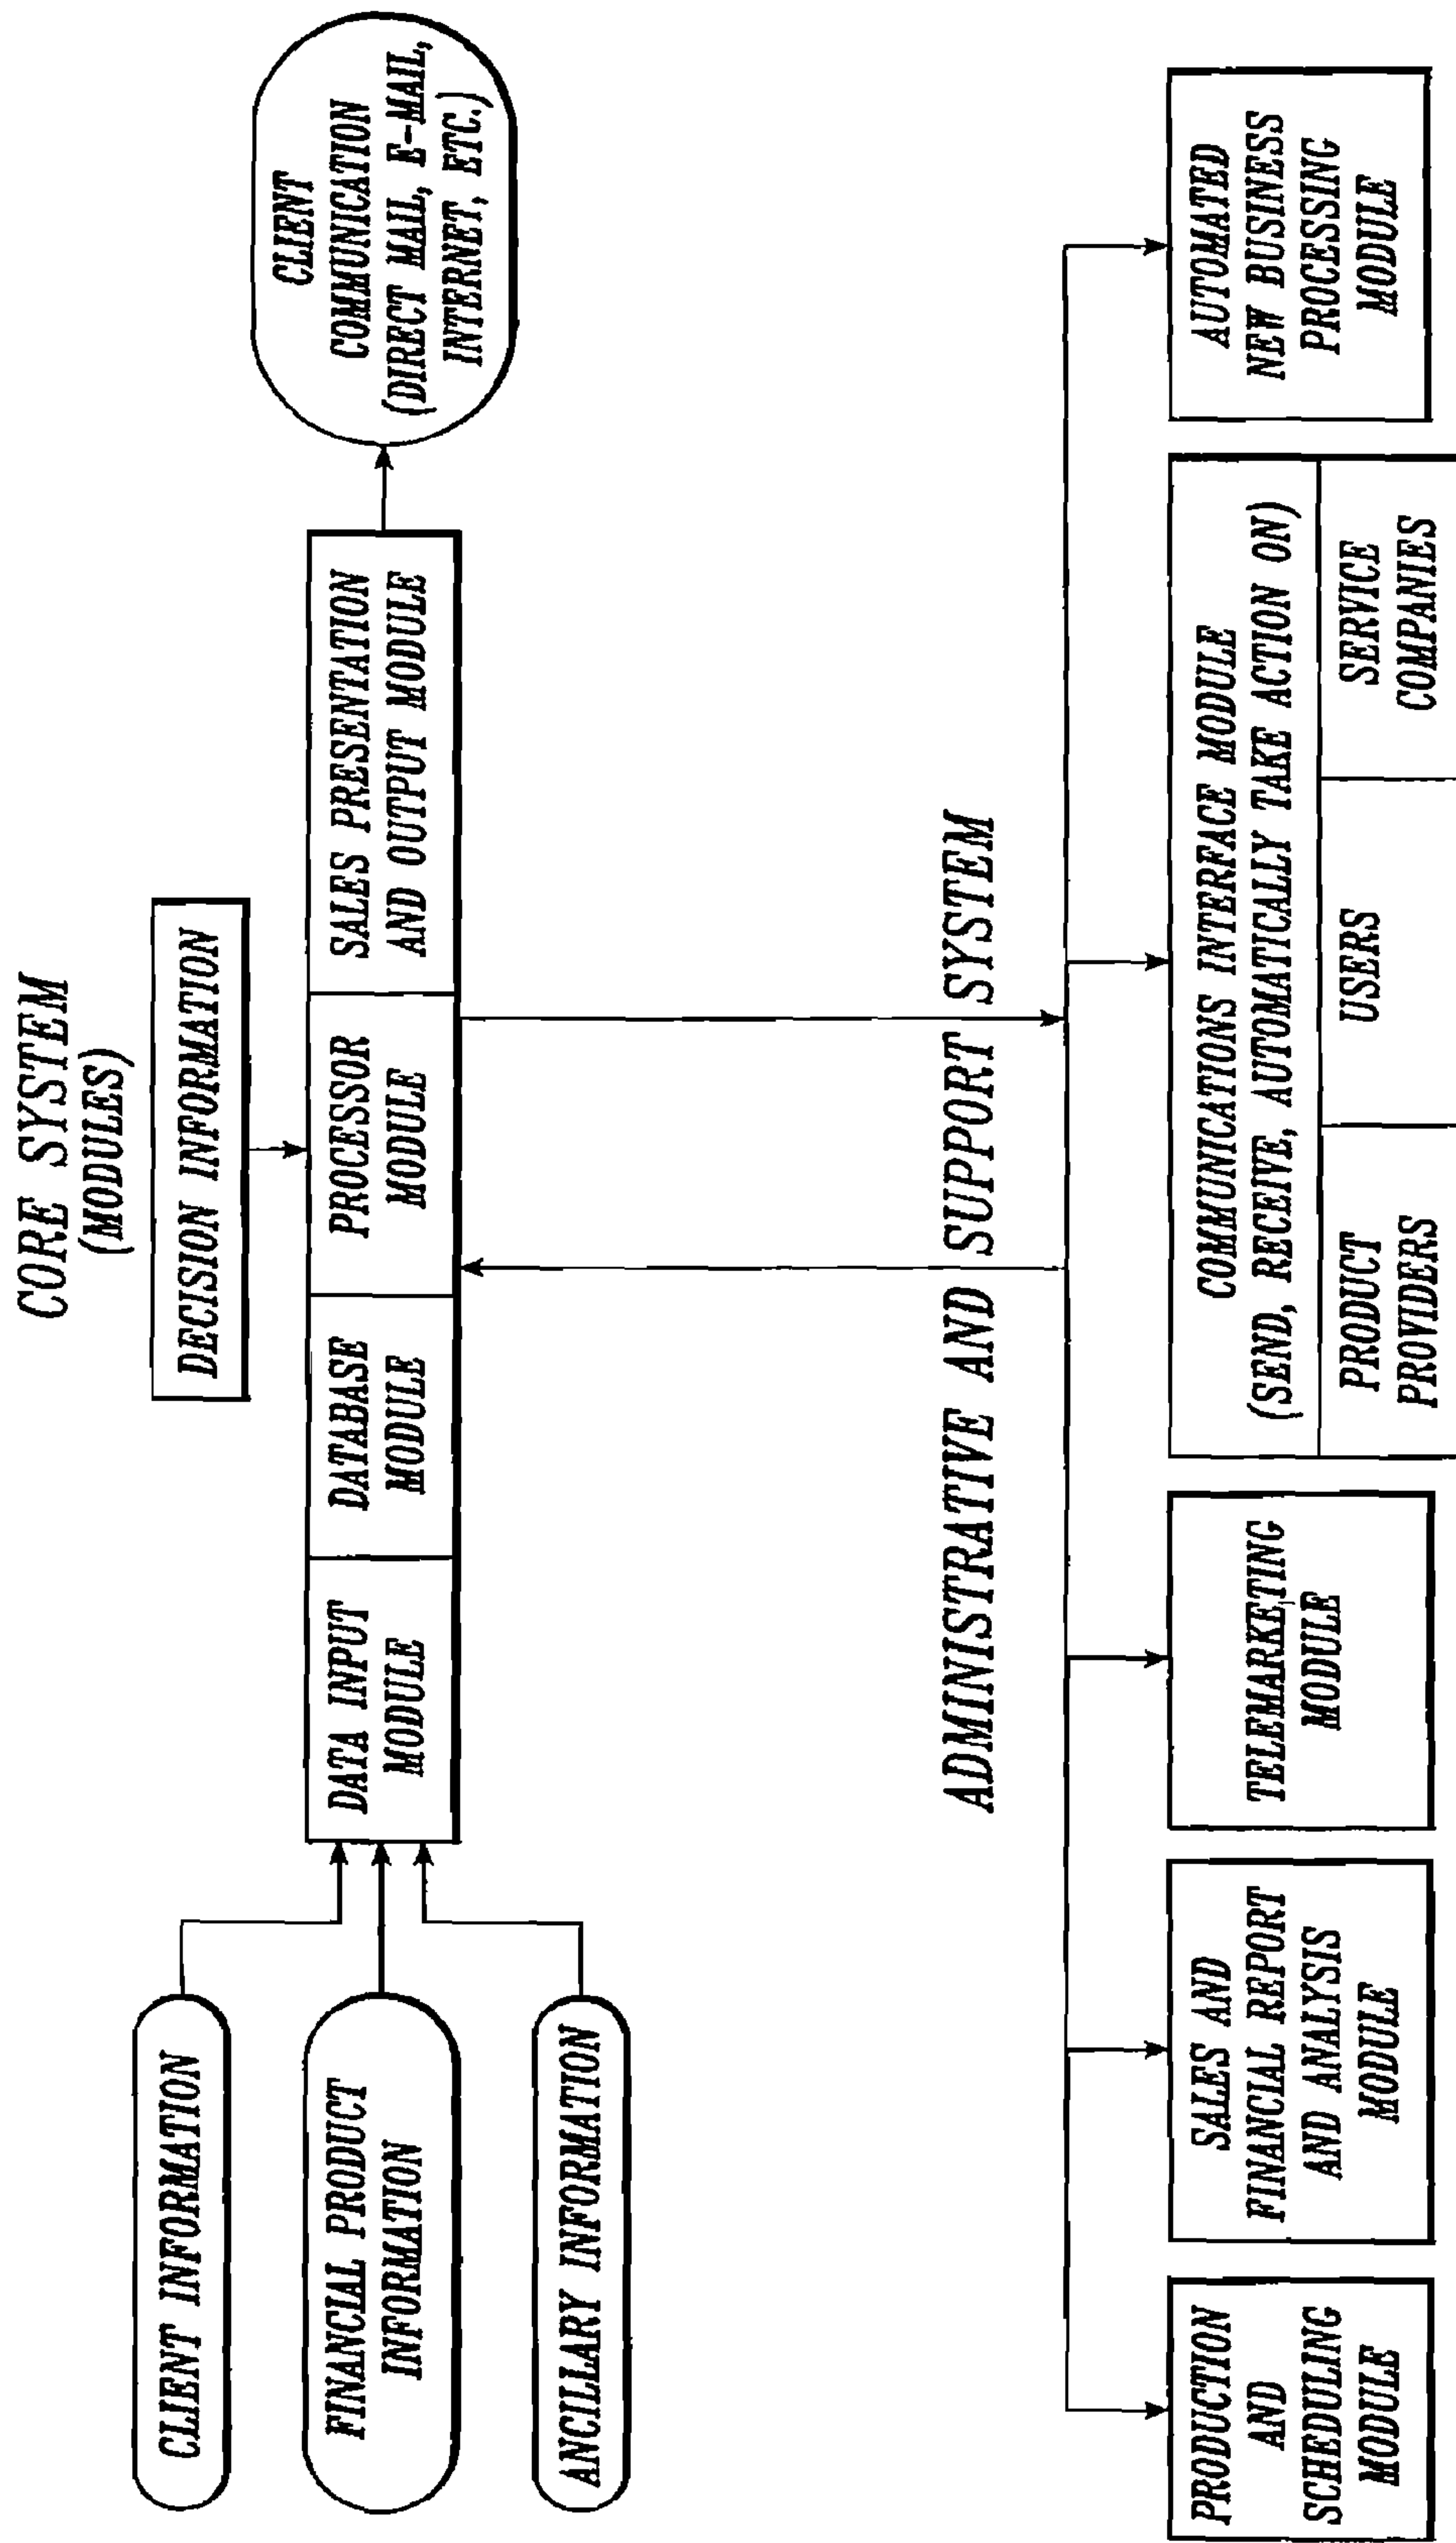 CORE SYSTEM
(MODULES)
DECISION INFORMATION
CLIENT INFORMATION
FINANCIAL PRODUCT
INFORMATION
ANCILLARY INFORMATION
DATA INPUT
MODULE
DATABASE
MODULE
PROCESSOR
MODULE
SALES PRESENTATION
AND OUTPUT MODULE
CLIENT
COMMUNICATION
(DIRECT MAIL, E-MAIL,
INTERNET, ETC.)
ADMINISTRATIVE AND SUPPORT SYSTEM
PRODUCTION
AND
SCHEDULING
MODULE
SALES AND
FINANCIAL REPORT
AND ANALYSIS
MODULE
TELEMARKETING
MODULE
COMMUNICATIONS INTERFACE MODULE
(SEND, RECEIVE, AUTOMATICALLY TAKE ACTION ON)
PRODUCT
PROVIDERS
USERS
SERVICE
COMPANIES
AUTOMATED
NEW BUSINESS
PROCESSING
MODULE